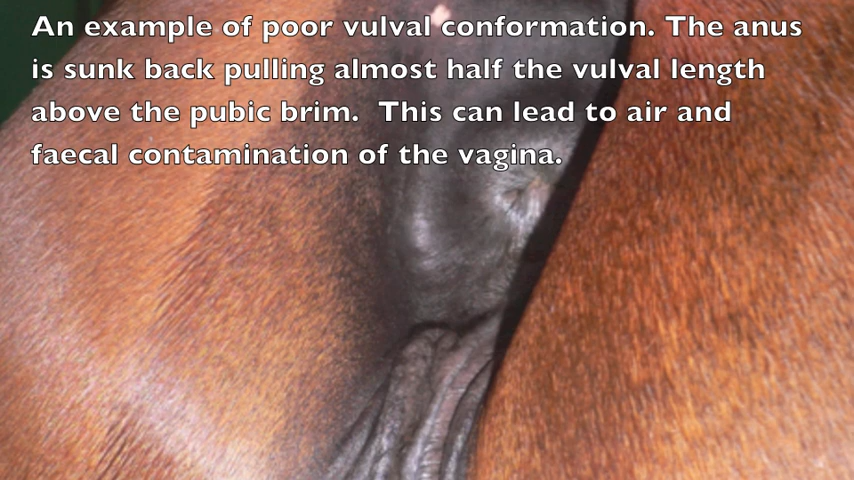 An example of poor vulval conformation. The anus
is sunk back pulling almost half the vulval length
above the pubic brim.  This can lead to air and
faecal contamination of the vagina.